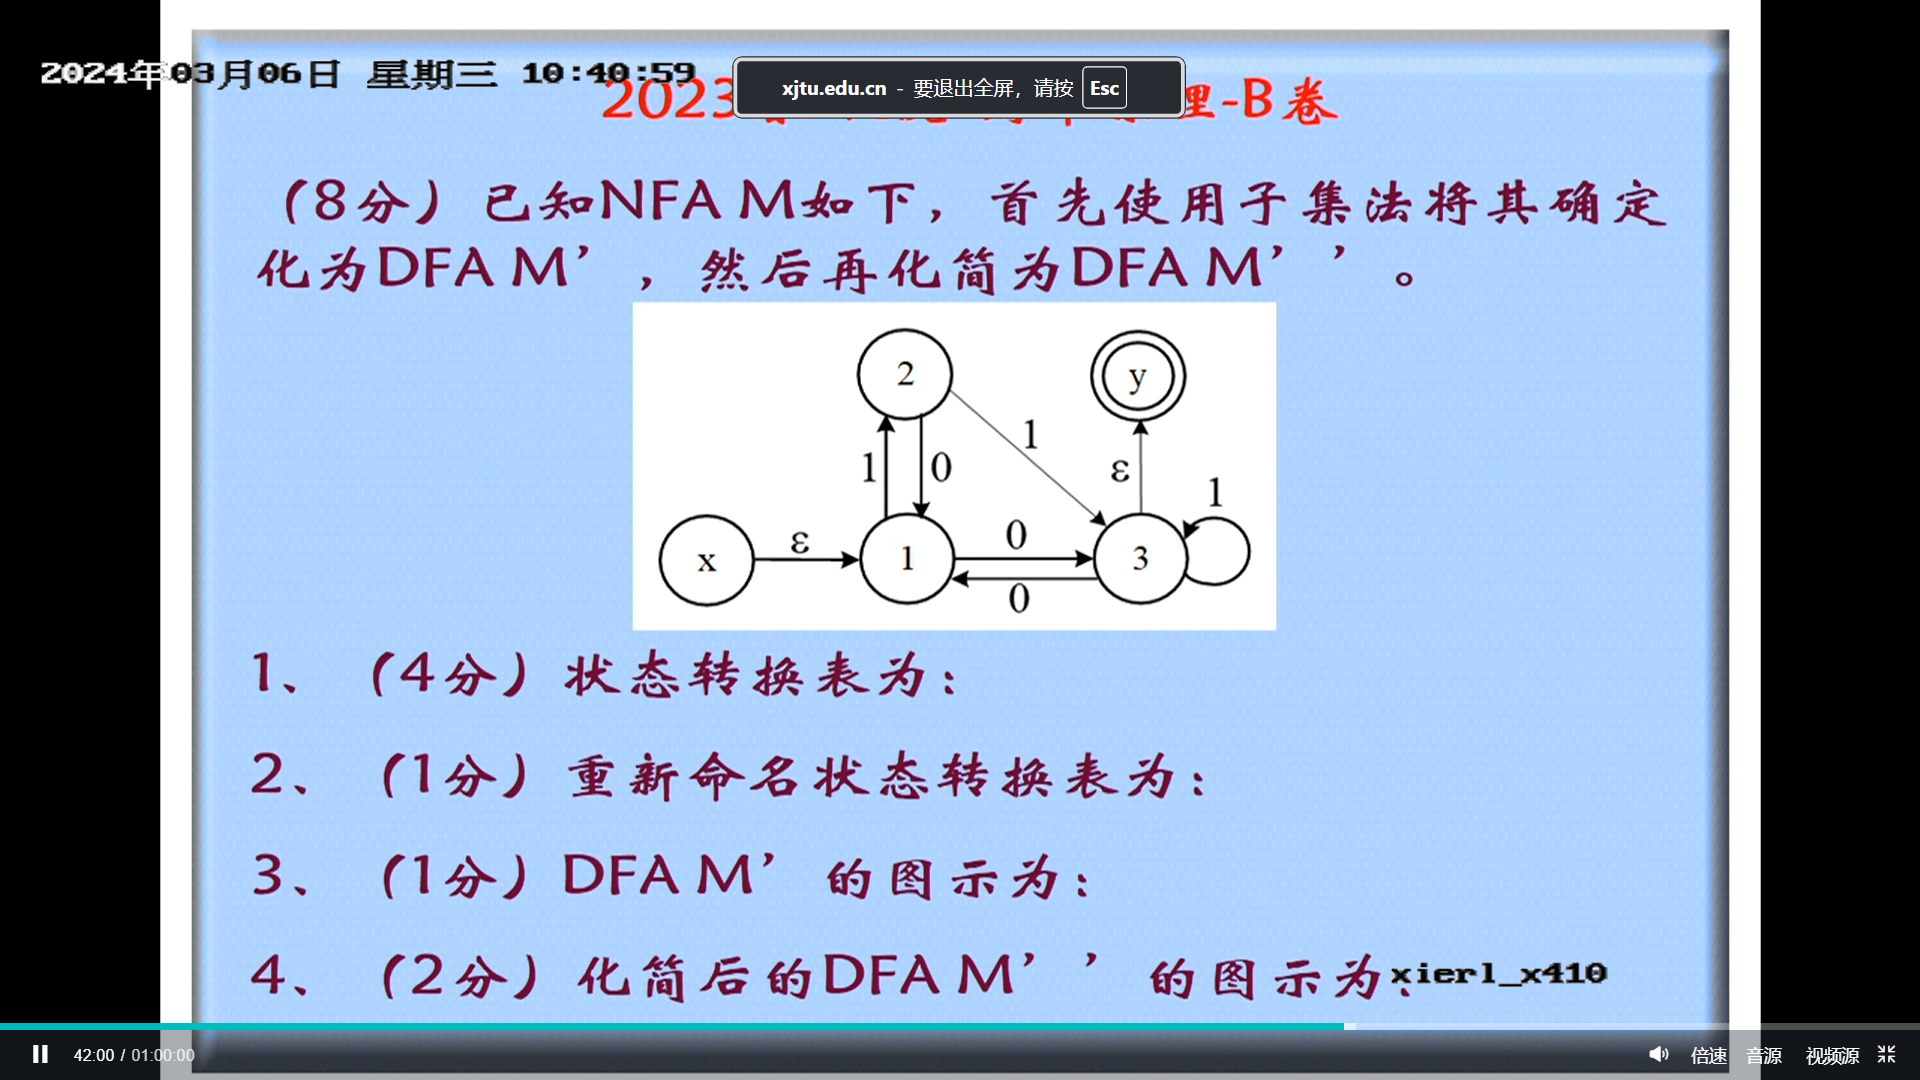 2024年03月06日 星期三 10:40:59
xjtu.edu.cn - 要退出全屏，请按 Esc
2023 理-B卷
（8分）已知NFA M如下，首先使用子集法将其确定
化为DFA M’，然后再化简为DFA M’’。
2
y
1
1
0
ε
1
x
ε
1
0
3
0
1、（4分）状态转换表为：
2、（1分）重新命名状态转换表为：
3、（1分）DFA M’的图示为：
4、（2分）化简后的DFA M’’的图示为：
xierl_x410
42:00 / 01:00:00
倍速 音源 视频源